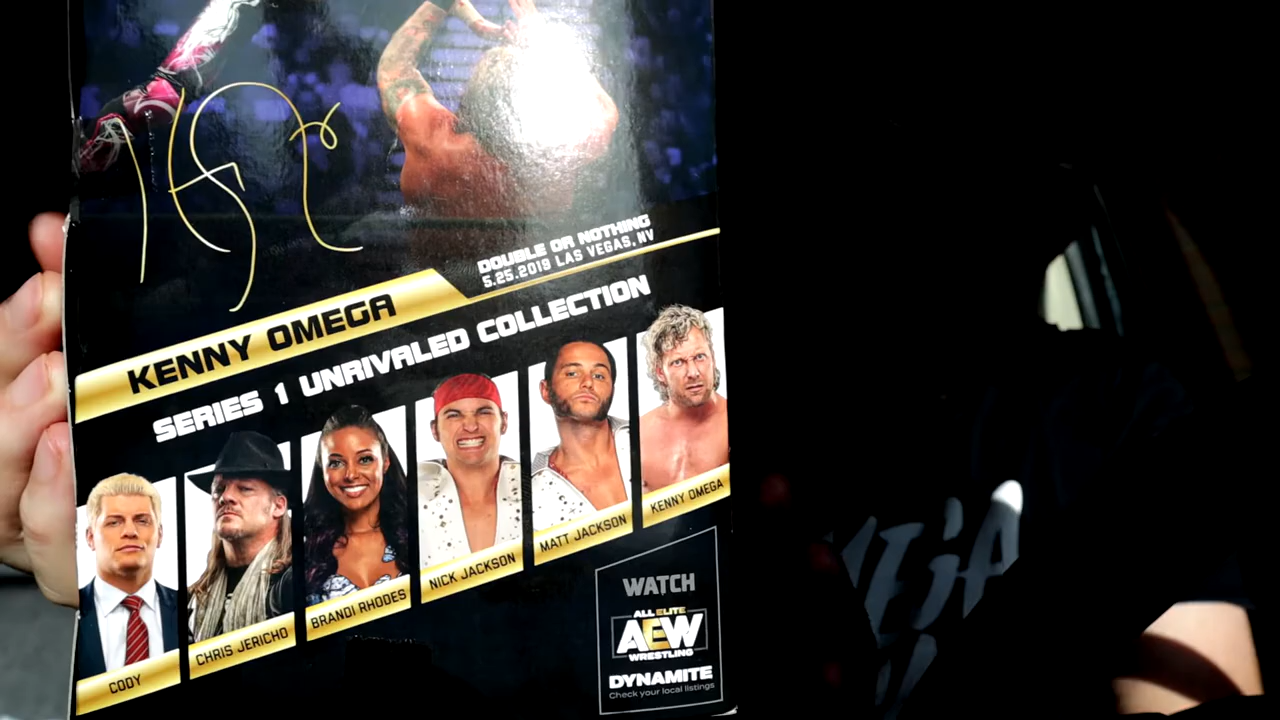 DOUBLE OR NOTHING
5.25.2019 LAS VEGAS, NV
KENNY OMEGA
SERIES 1 UNRIVALED COLLECTION
CODY
CHRIS JERICHO
BRANDI RHODES
NICK JACKSON
MATT JACKSON
KENNY OMEGA
WATCH
ALL ELITE
AEW
WRESTLING
DYNAMITE
Check your local listings